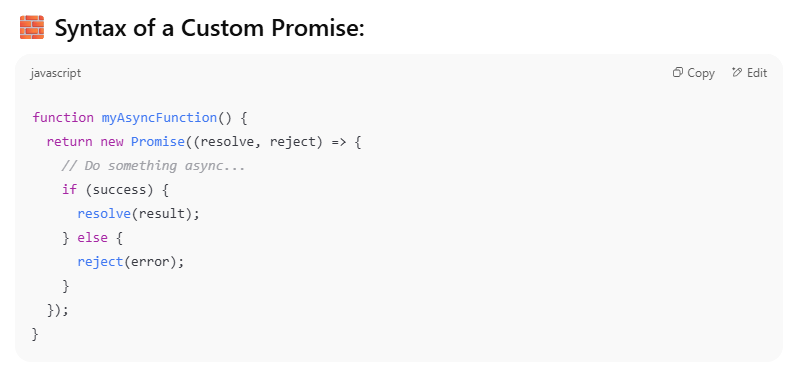 🧱 Syntax of a Custom Promise:
javascript Copy Edit
function myAsyncFunction() {
  return new Promise((resolve, reject) => {
    // Do something async...
    if (success) {
      resolve(result);
    } else {
      reject(error);
    }
  });
}